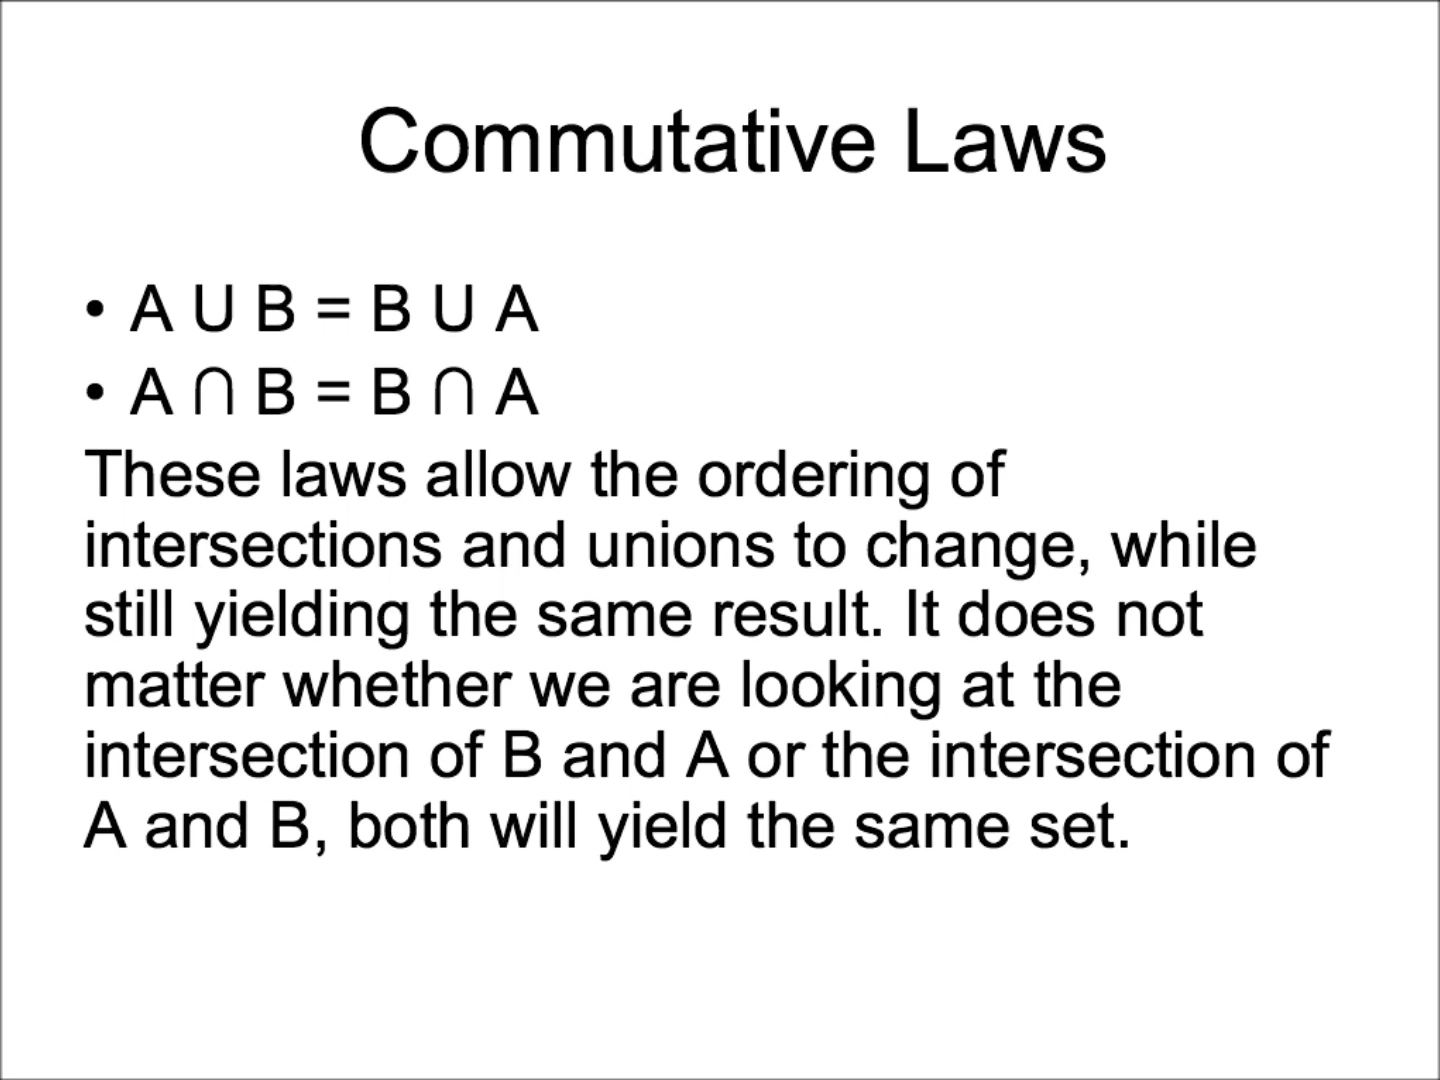 Commutative Laws
• A U B = B U A
• A ∩ B = B ∩ A
These laws allow the ordering of
intersections and unions to change, while
still yielding the same result. It does not
matter whether we are looking at the
intersection of B and A or the intersection of
A and B, both will yield the same set.